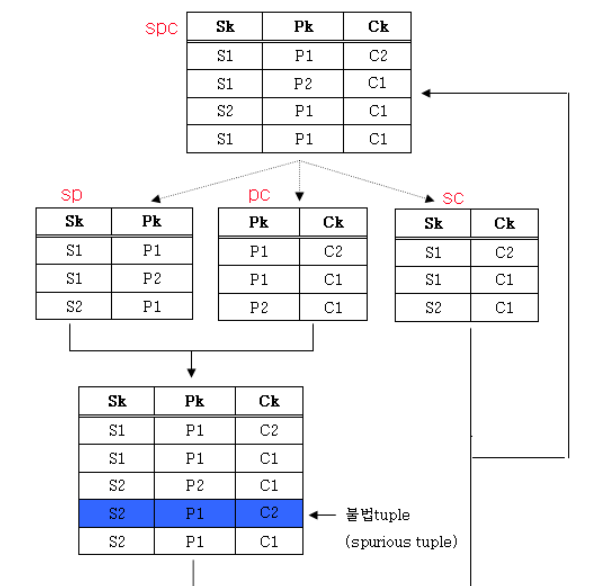 spc
Sk Pk Ck
S1 P1 C2
S1 P2 C1
S2 P1 C1
S1 P1 C1
sp
Sk Pk
S1 P1
S1 P2
S2 P1
pc
Pk Ck
P1 C2
P1 C1
P2 C1
sc
Sk Ck
S1 C2
S1 C1
S2 C1
Sk Pk Ck
S1 P1 C2
S1 P1 C1
S2 P2 C1
S2 P1 C2
S2 P1 C1
불법tuple
(spurious tuple)